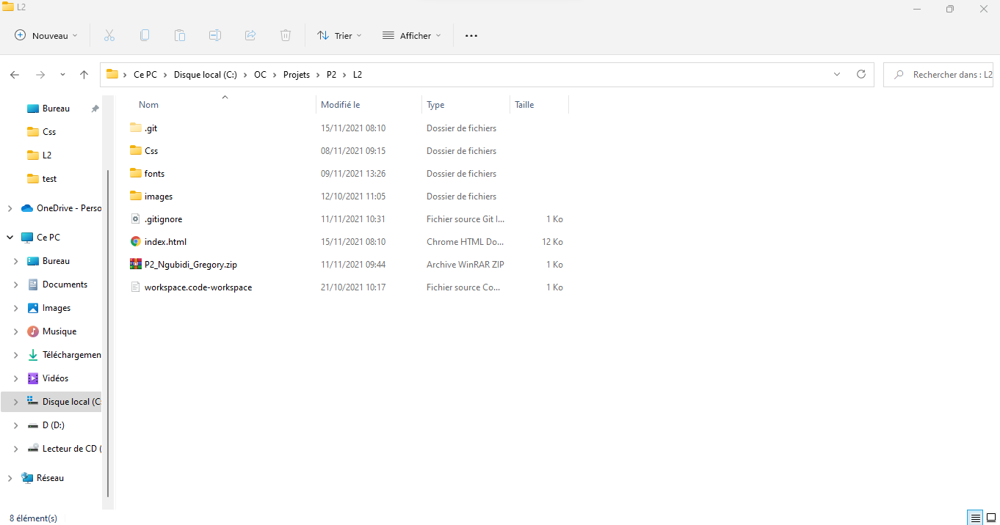 L2
Nouveau Trier Afficher
Ce PC Disque local (C:) OC Projets P2 L2 Rechercher dans : L2
Nom Modifié le Type Taille
Bureau
Css
L2
test
OneDrive - Perso
Ce PC
Bureau
Documents
Images
Musique
Téléchargemen
Vidéos
Disque local (C:
D (D:)
Lecteur de CD (
Réseau
.git 15/11/2021 08:10 Dossier de fichiers
Css 08/11/2021 09:15 Dossier de fichiers
fonts 09/11/2021 13:26 Dossier de fichiers
images 12/10/2021 11:05 Dossier de fichiers
.gitignore 11/11/2021 10:31 Fichier source Git I... 1 Ko
index.html 15/11/2021 08:10 Chrome HTML Do... 12 Ko
P2_Ngubidi_Gregory.zip 11/11/2021 09:44 Archive WinRAR ZIP 1 Ko
workspace.code-workspace 21/10/2021 10:17 Fichier source Co... 1 Ko
8 élément(s)